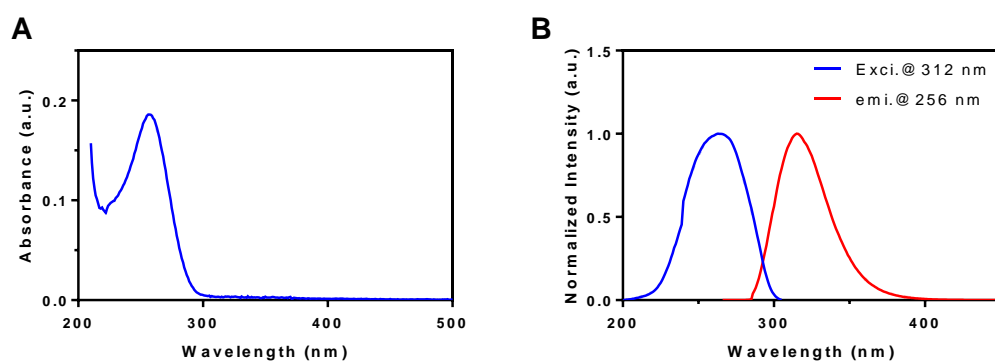 A
Absorbance (a.u.)
0.2
0.1
0.0
200 300 400 500
Wavelength (nm)
B
Normalized Intensity (a.u.)
1.5
1.0
0.5
0.0
Exci.@ 312 nm
emi.@ 256 nm
200 300 400
Wavelength (nm)